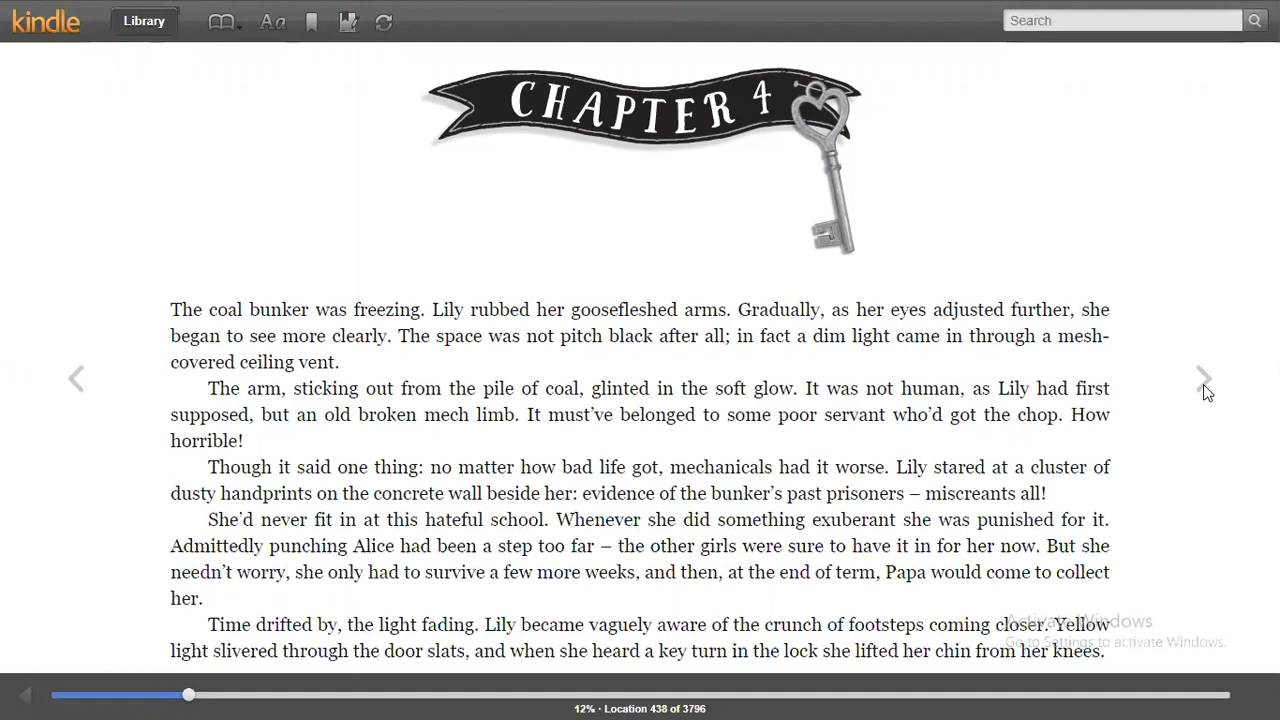 kindle
Library
Aa
Search
CHAPTER 4
The coal bunker was freezing. Lily rubbed her goosefleshed arms. Gradually, as her eyes adjusted further, she
began to see more clearly. The space was not pitch black after all; in fact a dim light came in through a mesh-
covered ceiling vent.
The arm, sticking out from the pile of coal, glinted in the soft glow. It was not human, as Lily had first
supposed, but an old broken mech limb. It must’ve belonged to some poor servant who’d got the chop. How
horrible!
Though it said one thing: no matter how bad life got, mechanicals had it worse. Lily stared at a cluster of
dusty handprints on the concrete wall beside her: evidence of the bunker’s past prisoners – miscreants all!
She’d never fit in at this hateful school. Whenever she did something exuberant she was punished for it.
Admittedly punching Alice had been a step too far – the other girls were sure to have it in for her now. But she
needn’t worry, she only had to survive a few more weeks, and then, at the end of term, Papa would come to collect
her.
Time drifted by, the light fading. Lily became vaguely aware of the crunch of footsteps coming closer. Yellow
light slivered through the door slats, and when she heard a key turn in the lock she lifted her chin from her knees.
Activate Windows
Go to Settings to activate Windows.
12% · Location 438 of 3796